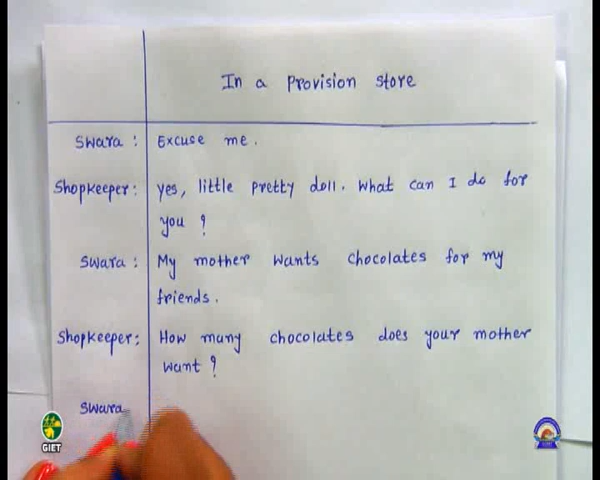 In a Provision store
Swara : Excuse me.
Shopkeeper: yes, little pretty doll. What can I do for
you ?
Swara : My mother wants chocolates for my
friends.
Shopkeeper: How many chocolates does your mother
want ?
Swara
GIET